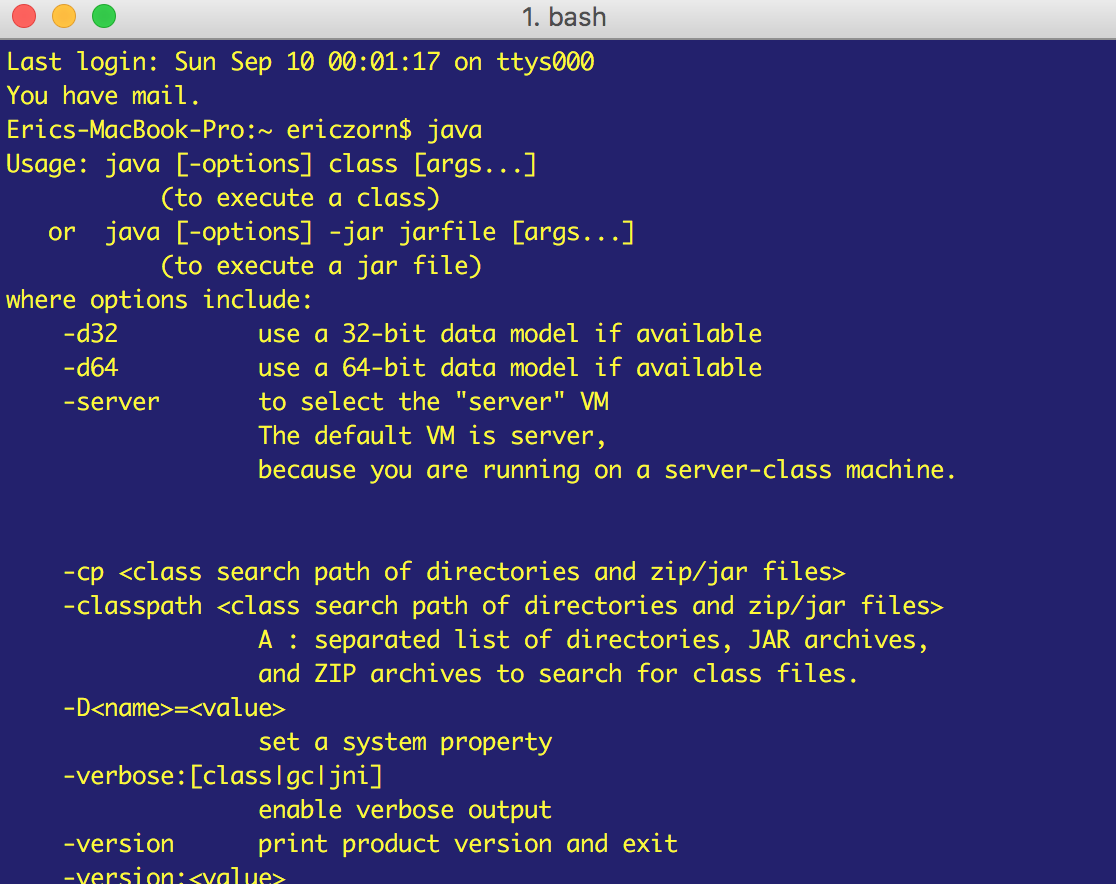 1. bash
Last login: Sun Sep 10 00:01:17 on ttys000
You have mail.
Erics-MacBook-Pro:~ ericzorn$ java
Usage: java [-options] class [args...]
           (to execute a class)
   or  java [-options] -jar jarfile [args...]
           (to execute a jar file)
where options include:
    -d32          use a 32-bit data model if available
    -d64          use a 64-bit data model if available
    -server       to select the "server" VM
                  The default VM is server,
                  because you are running on a server-class machine.
    -cp <class search path of directories and zip/jar files>
    -classpath <class search path of directories and zip/jar files>
                  A : separated list of directories, JAR archives,
                  and ZIP archives to search for class files.
    -D<name>=<value>
                  set a system property
    -verbose:[class|gc|jni]
                  enable verbose output
    -version      print product version and exit
    -version:<value>